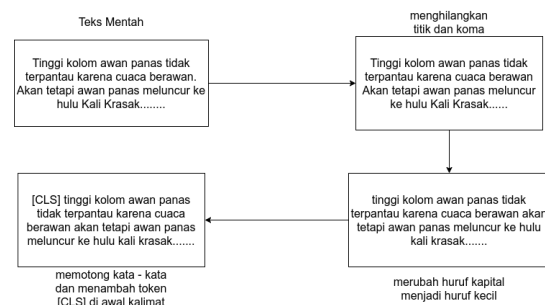 Teks Mentah
Tinggi kolom awan panas tidak
terpantau karena cuaca berawan.
Akan tetapi awan panas meluncur ke
hulu Kali Krasak........
menghilangkan
titik dan koma
Tinggi kolom awan panas tidak
terpantau karena cuaca berawan
Akan tetapi awan panas meluncur
ke hulu Kali Krasak......
tinggi kolom awan panas tidak
terpantau karena cuaca berawan akan
tetapi awan panas meluncur ke hulu
kali krasak.......
merubah huruf kapital
menjadi huruf kecil
[CLS] tinggi kolom awan panas
tidak terpantau karena cuaca
berawan akan tetapi awan panas
meluncur ke hulu kali krasak.......
memotong kata - kata
dan menambah token
[CLS] di awal kalimat